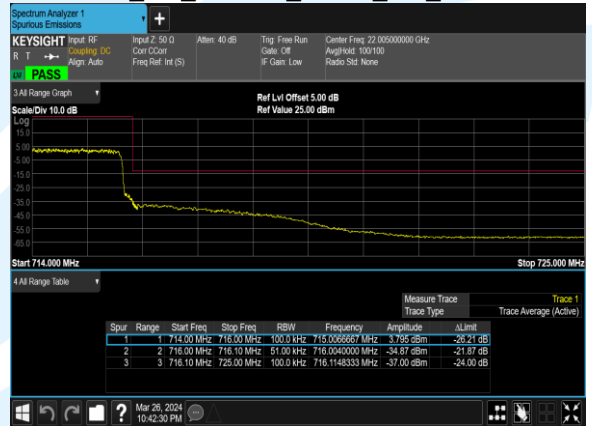 Spectrum Analyzer 1
Spurious Emissions
+
KEYSIGHT Input: RF Input Z: 50 Ω Atten: 40 dB Trig: Free Run Center Freq: 22.005000000 GHz
R T Coupling: DC Corr CCorr Gate: Off Avg|Hold: 100/100
Align: Auto Freq Ref: Int (S) IF Gain: Low Radio Std: None
PASS
3 All Range Graph
Ref Lvl Offset 5.00 dB
Scale/Div 10.0 dB Ref Value 25.00 dBm
Log
15.0
5.00
-5.00
-15.0
-25.0
-35.0
-45.0
-55.0
-65.0
Start 714.000 MHz Stop 725.000 MHz
4 All Range Table
Measure Trace Trace 1
Trace Type Trace Average (Active)
Spur Range Start Freq Stop Freq RBW Frequency Amplitude ΔLimit
1 1 714.00 MHz 716.00 MHz 100.0 kHz 715.0066667 MHz 3.795 dBm -26.21 dB
2 2 716.00 MHz 716.10 MHz 51.00 kHz 716.0040000 MHz -34.87 dBm -21.87 dB
3 3 716.10 MHz 725.00 MHz 100.0 kHz 716.1148333 MHz -37.00 dBm -24.00 dB
? Mar 26, 2024
10:42:30 PM